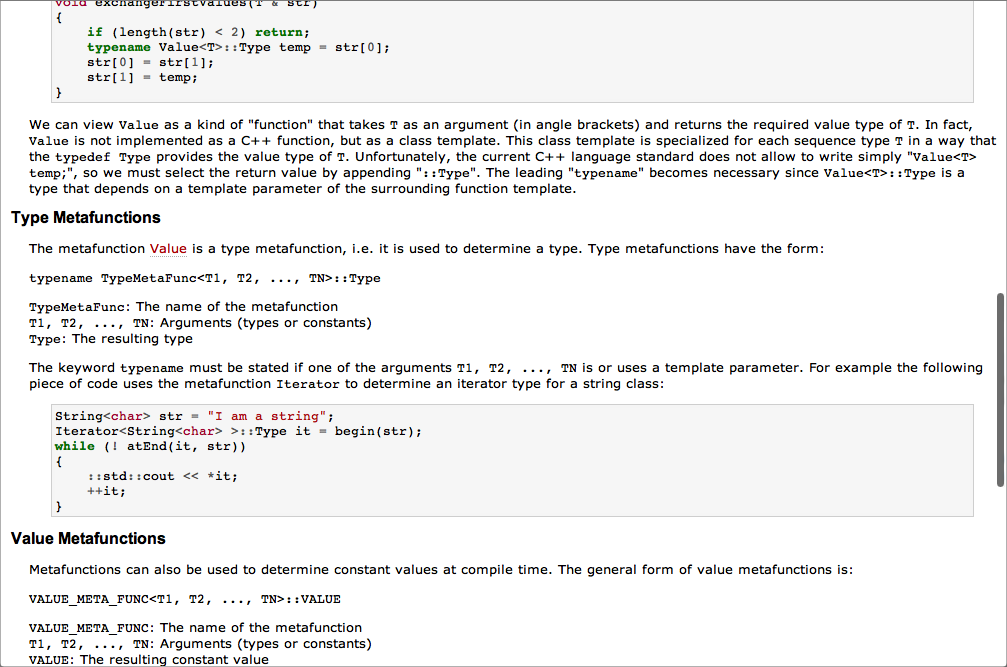 void exchangeFirstValues(T & str)
{
if (length(str) < 2) return;
typename Value<T>::Type temp = str[0];
str[0] = str[1];
str[1] = temp;
}
We can view Value as a kind of "function" that takes T as an argument (in angle brackets) and returns the required value type of T. In fact,
Value is not implemented as a C++ function, but as a class template. This class template is specialized for each sequence type T in a way that
the typedef Type provides the value type of T. Unfortunately, the current C++ language standard does not allow to write simply "Value<T>
temp;", so we must select the return value by appending "::Type". The leading "typename" becomes necessary since Value<T>::Type is a
type that depends on a template parameter of the surrounding function template.
Type Metafunctions
The metafunction Value is a type metafunction, i.e. it is used to determine a type. Type metafunctions have the form:
typename TypeMetaFunc<T1, T2, ..., TN>::Type
TypeMetaFunc: The name of the metafunction
T1, T2, ..., TN: Arguments (types or constants)
Type: The resulting type
The keyword typename must be stated if one of the arguments T1, T2, ..., TN is or uses a template parameter. For example the following
piece of code uses the metafunction Iterator to determine an iterator type for a string class:
String<char> str = "I am a string";
Iterator<String<char> >::Type it = begin(str);
while (! atEnd(it, str))
{
::std::cout << *it;
++it;
}
Value Metafunctions
Metafunctions can also be used to determine constant values at compile time. The general form of value metafunctions is:
VALUE_META_FUNC<T1, T2, ..., TN>::VALUE
VALUE_META_FUNC: The name of the metafunction
T1, T2, ..., TN: Arguments (types or constants)
VALUE: The resulting constant value